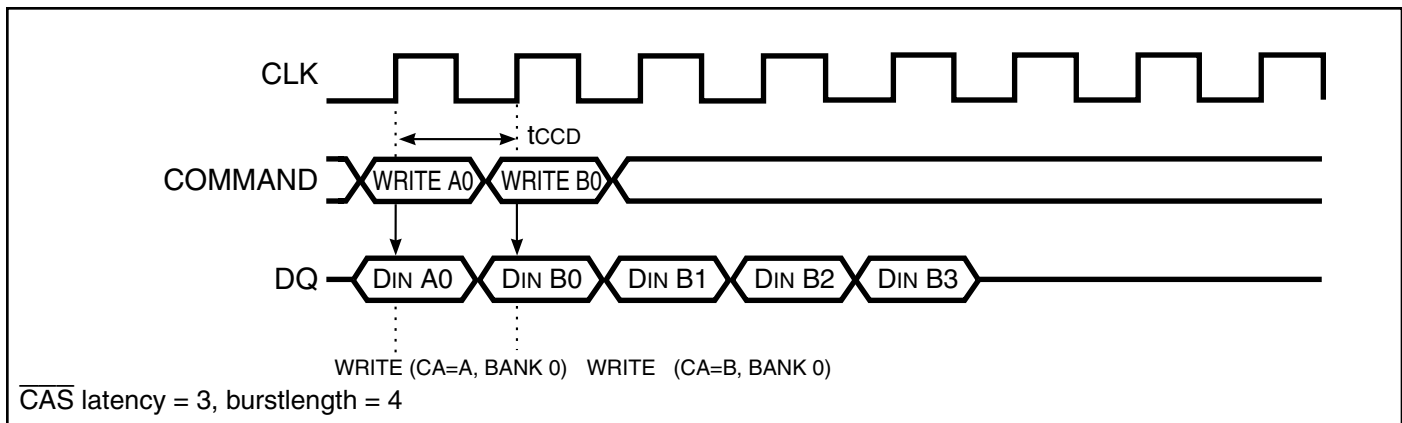 CLK
tCCD
COMMAND WRITE A0 WRITE B0
DQ DIN A0 DIN B0 DIN B1 DIN B2 DIN B3
WRITE (CA=A, BANK 0) WRITE (CA=B, BANK 0)
CAS latency = 3, burstlength = 4